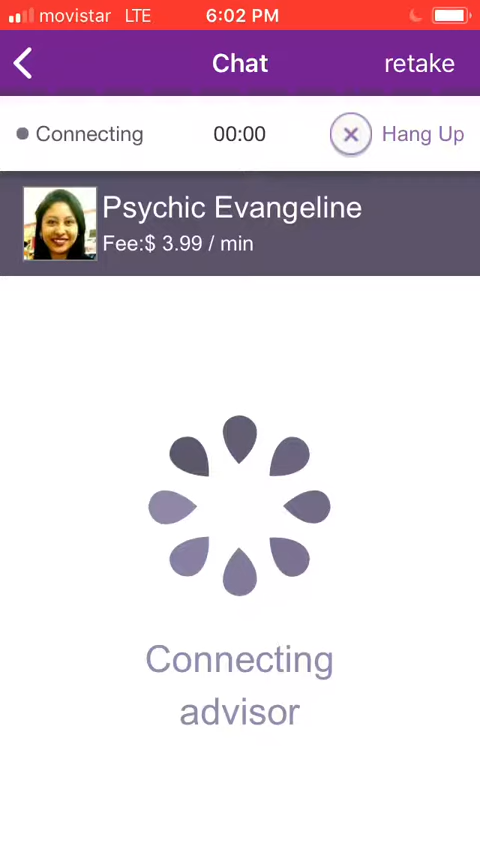 movistar LTE 6:02 PM
Chat retake
Connecting 00:00 Hang Up
Psychic Evangeline
Fee:$ 3.99 / min
Connecting
advisor